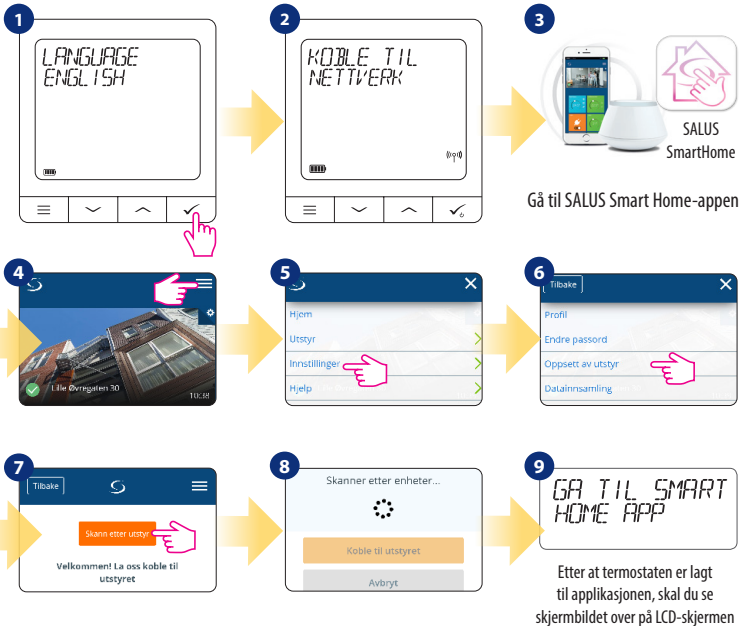 1
LANGUAGE
ENGLISH
2
KOBLE TIL
NETTVERK
3
SALUS
SmartHome
Gå til SALUS Smart Home-appen
4
Lille Øvregaten 30
10:38
5
Hjem
Utstyr
Innstillinger
Hjelp
6
Tilbake
Profil
Endre passord
Oppsett av utstyr
Datainnsamling
7
Tilbake
Skann etter utstyr
Velkommen! La oss koble til
utstyret
8
Skanner etter enheter...
Koble til utstyret
Avbryt
9
GA TIL SMART
HOME APP
Etter at termostaten er lagt
til applikasjonen, skal du se
skjermbildet over på LCD-skjermen